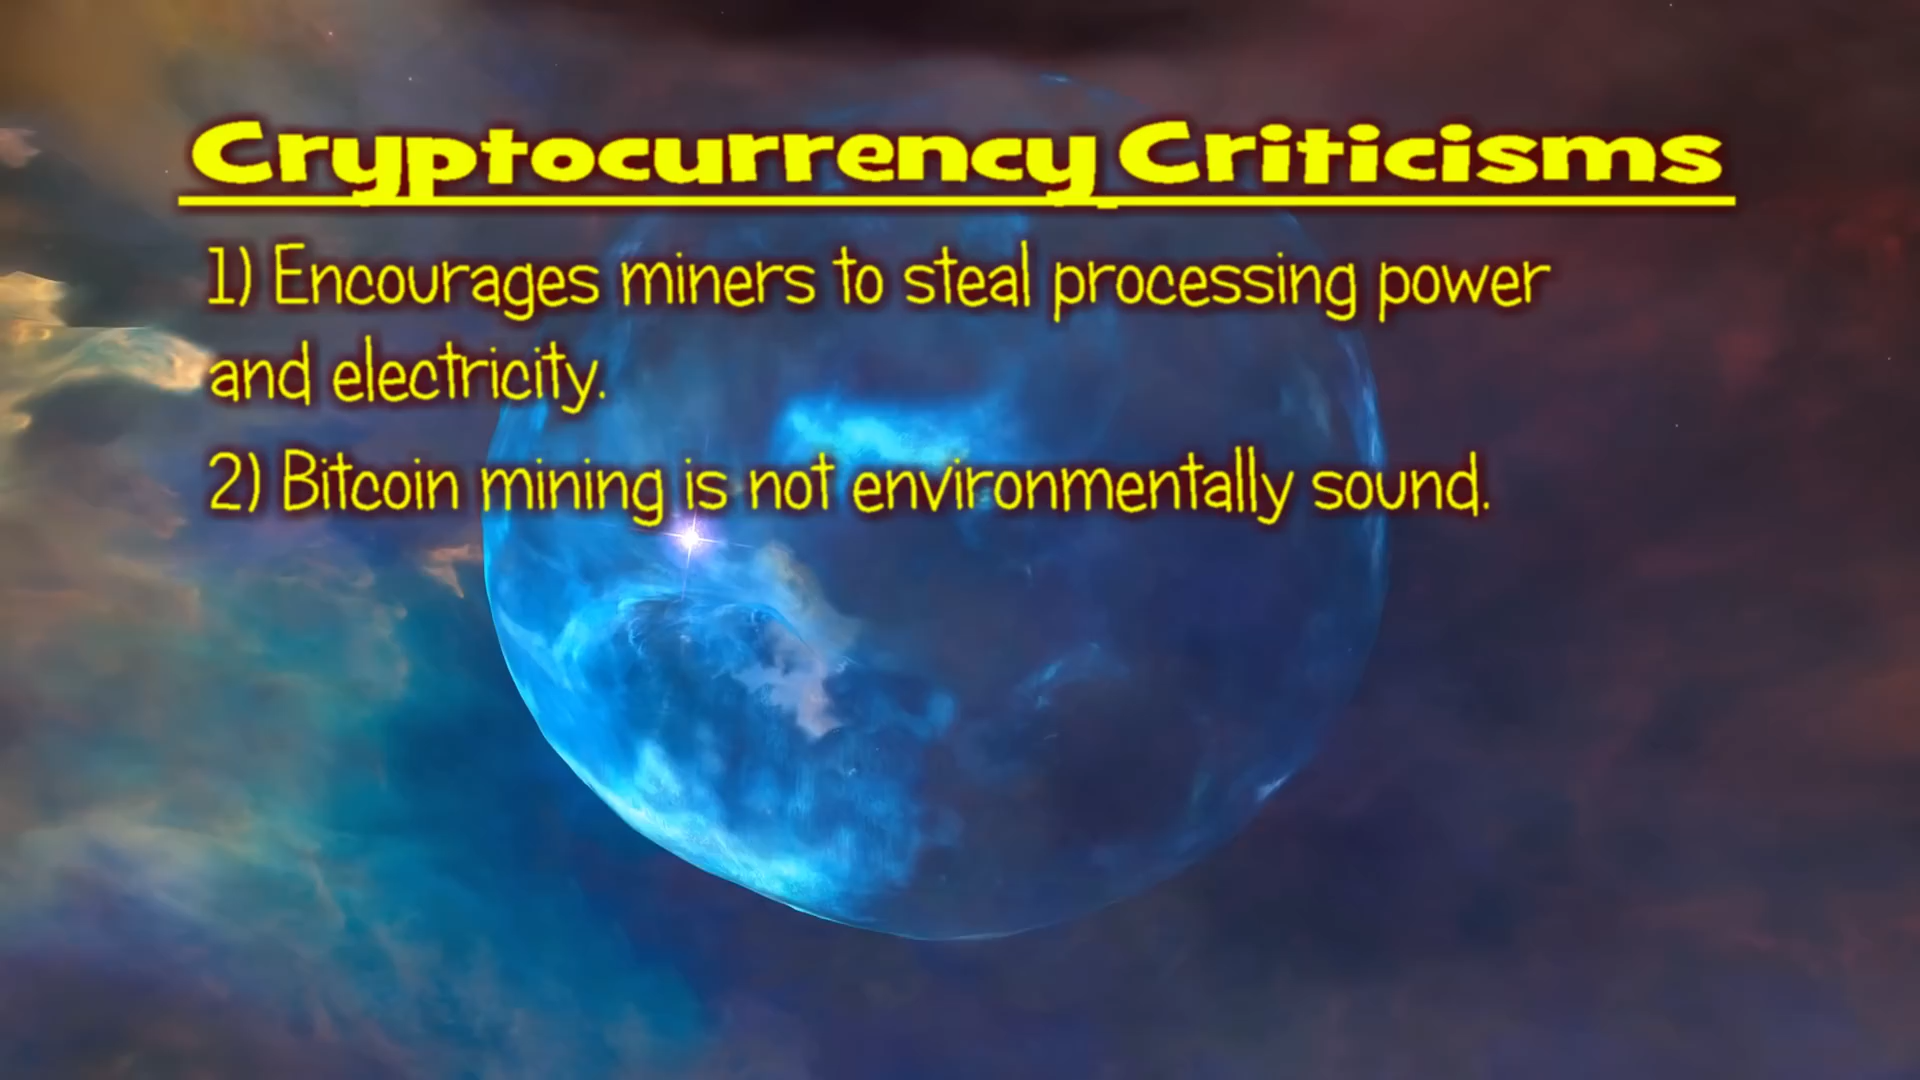 Cryptocurrency Criticisms
1) Encourages miners to steal processing power
and electricity.
2) Bitcoin mining is not environmentally sound.